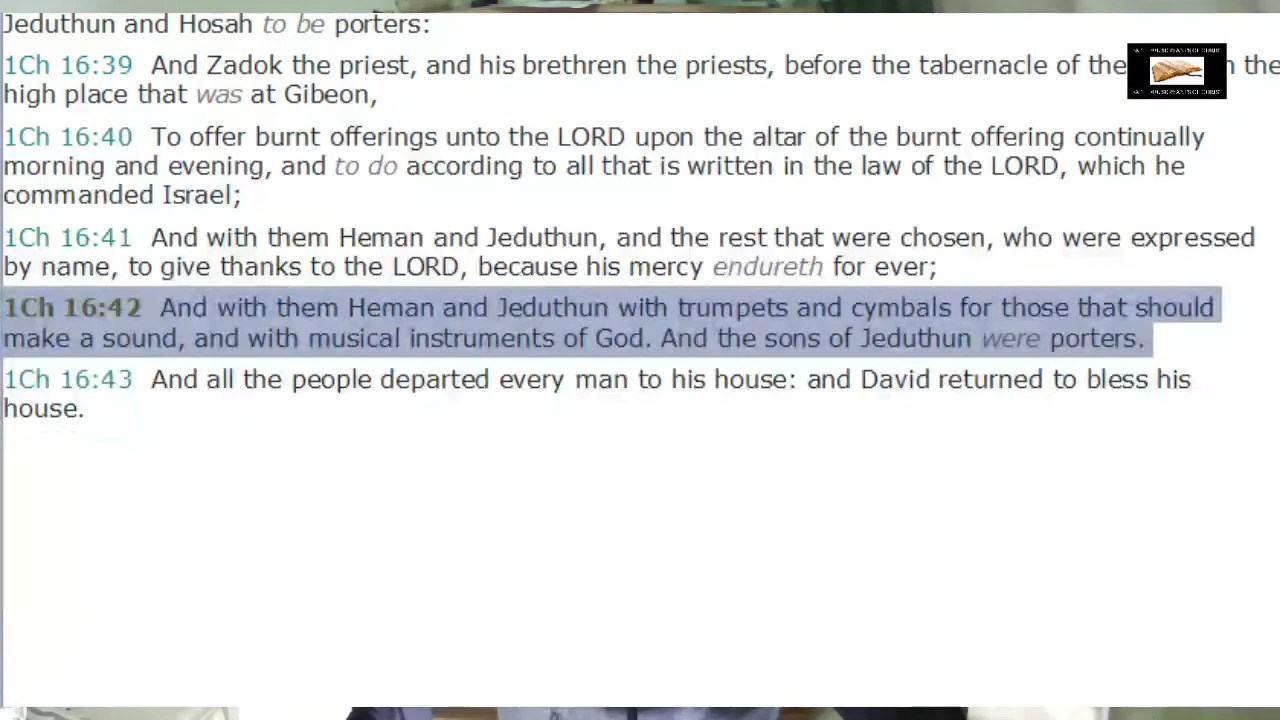 Jeduthun and Hosah to be porters:
1Ch 16:39 And Zadok the priest, and his brethren the priests, before the tabernacle of the the
high place that was at Gibeon,
1Ch 16:40 To offer burnt offerings unto the LORD upon the altar of the burnt offering continually
morning and evening, and to do according to all that is written in the law of the LORD, which he
commanded Israel;
1Ch 16:41 And with them Heman and Jeduthun, and the rest that were chosen, who were expressed
by name, to give thanks to the LORD, because his mercy endureth for ever;
1Ch 16:42 And with them Heman and Jeduthun with trumpets and cymbals for those that should
make a sound, and with musical instruments of God. And the sons of Jeduthun were porters.
1Ch 16:43 And all the people departed every man to his house: and David returned to bless his
house.